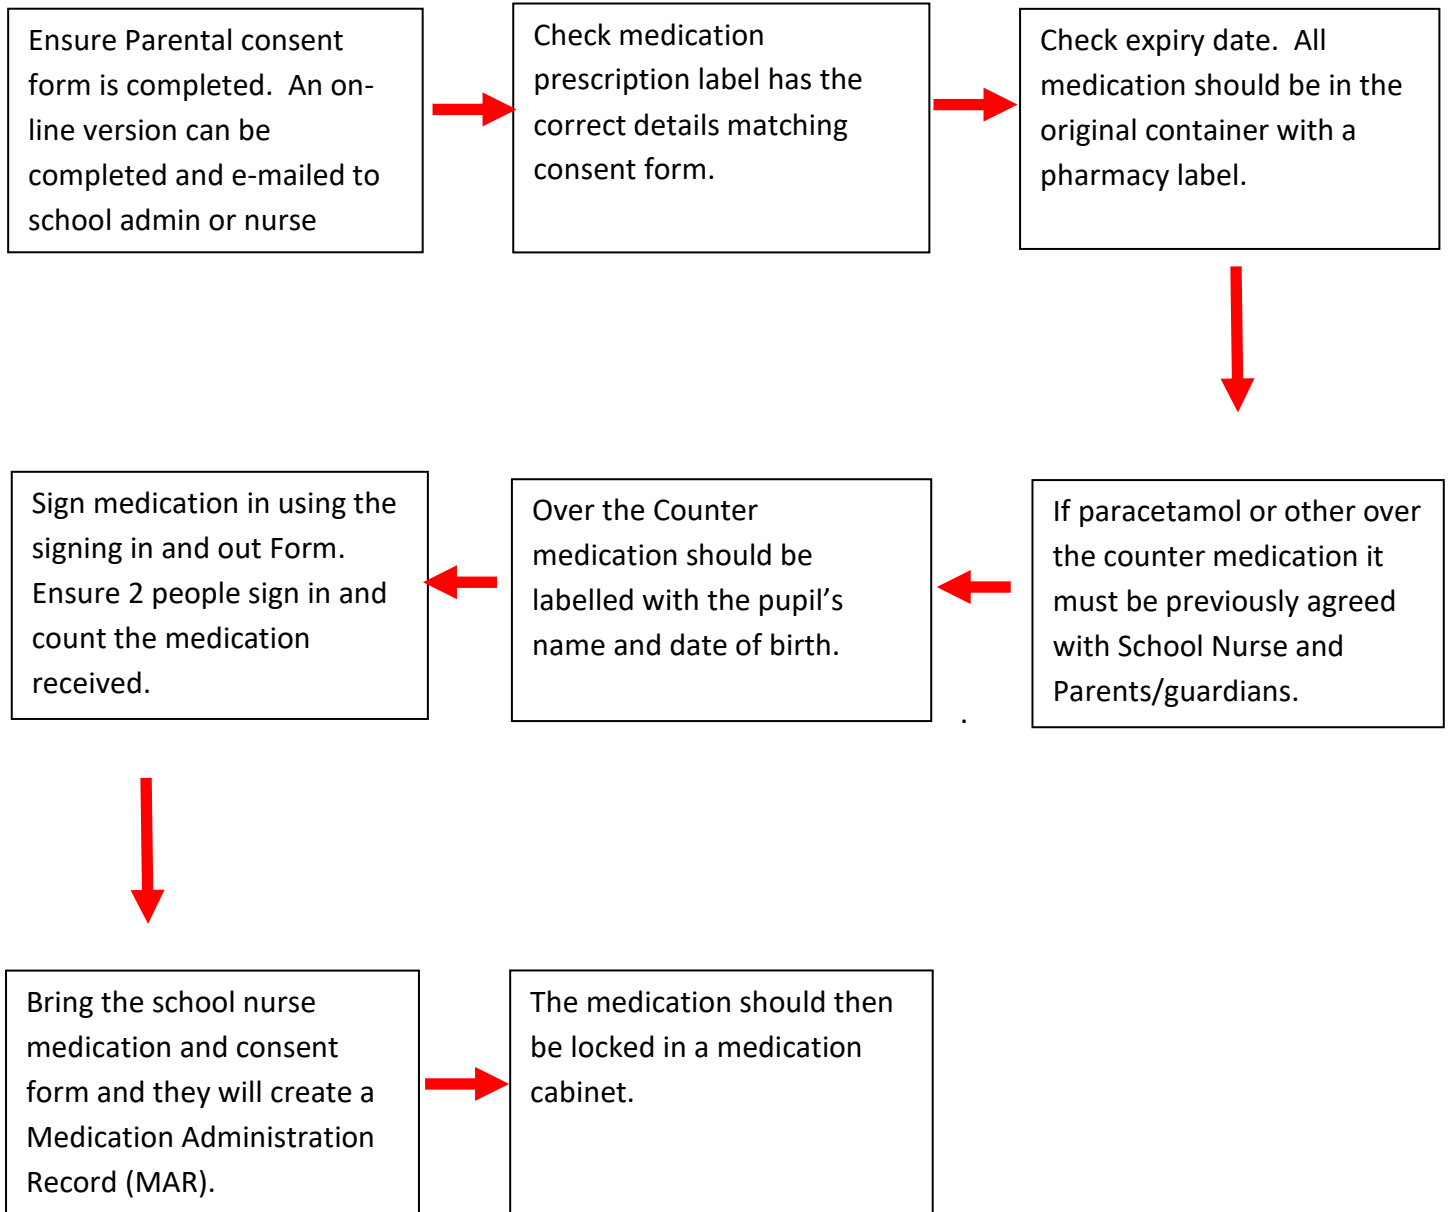 Ensure Parental consent
form is completed.  An on-
line version can be
completed and e-mailed to
school admin or nurse
Check medication
prescription label has the
correct details matching
consent form.
Check expiry date.  All
medication should be in the
original container with a
pharmacy label.
If paracetamol or other over
the counter medication it
must be previously agreed
with School Nurse and
Parents/guardians.
Over the Counter
medication should be
labelled with the pupil’s
name and date of birth.
.
Sign medication in using the
signing in and out Form.
Ensure 2 people sign in and
count the medication
received.
Bring the school nurse
medication and consent
form and they will create a
Medication Administration
Record (MAR).
The medication should then
be locked in a medication
cabinet.